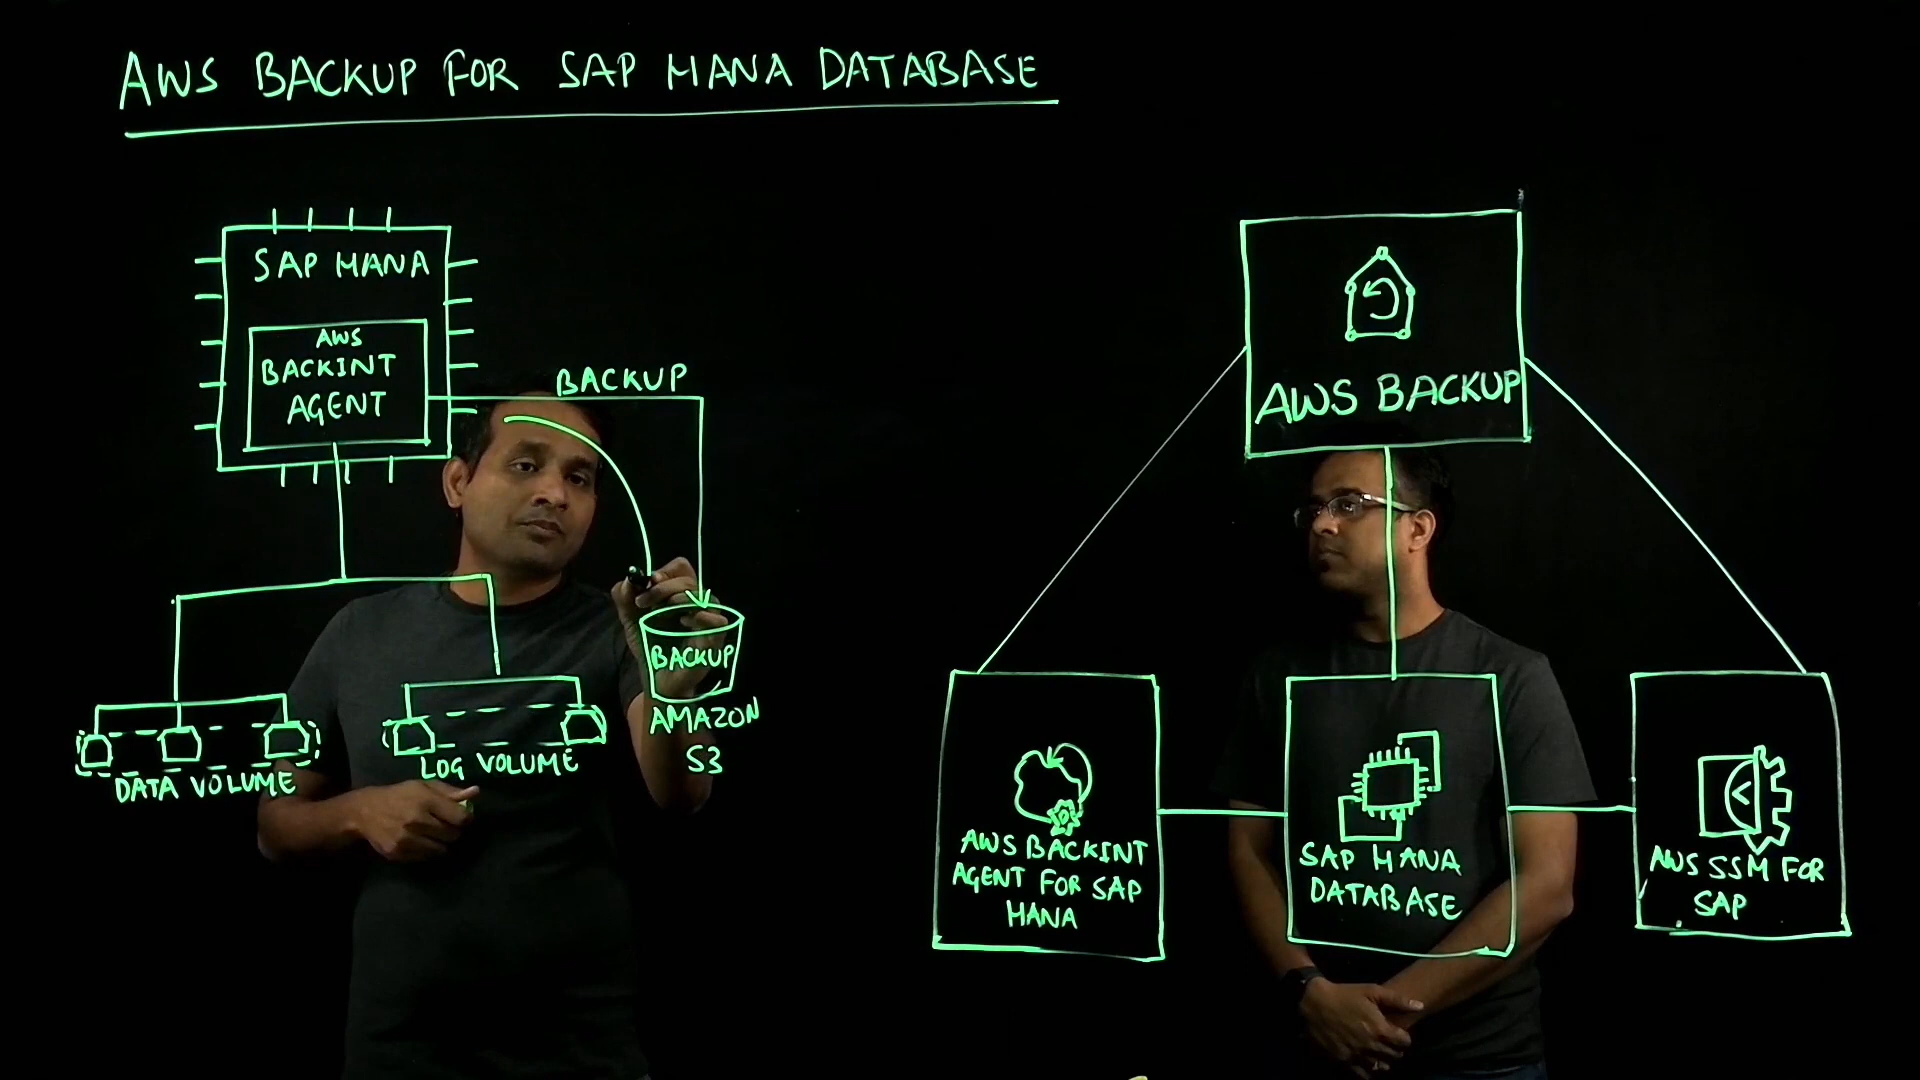 AWS BACKUP FOR SAP HANA DATABASE
SAP HANA
AWS
BACKINT
AGENT
BACKUP
BACKUP
AMAZON
S3
DATA VOLUME
LOG VOLUME
AWS BACKUP
AWS BACKINT
AGENT FOR SAP
HANA
SAP HANA
DATABASE
AWS SSM FOR
SAP